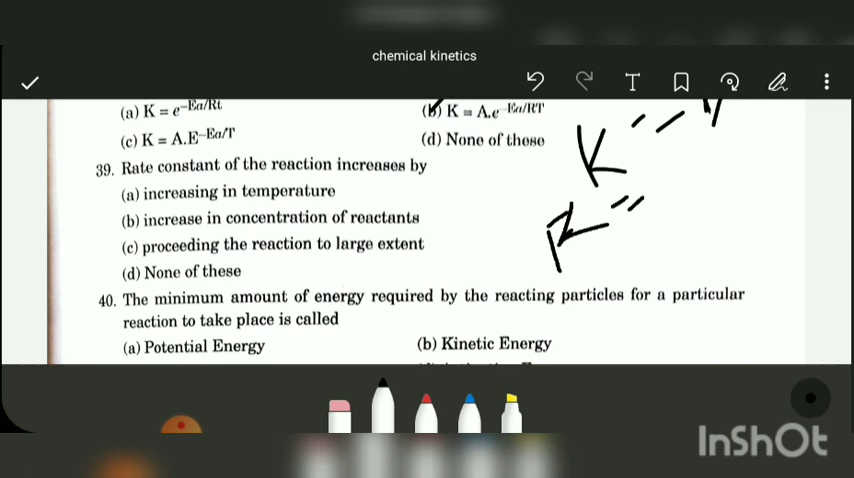 chemical kinetics
T
(a) K = e^–Ea/Rt (b) K = A.e^–Ea/RT
(c) K = A.E^–Ea/T (d) None of these
39. Rate constant of the reaction increases by
(a) increasing in temperature
(b) increase in concentration of reactants
(c) proceeding the reaction to large extent
(d) None of these
40. The minimum amount of energy required by the reacting particles for a particular
reaction to take place is called
(a) Potential Energy (b) Kinetic Energy
K
InShOt